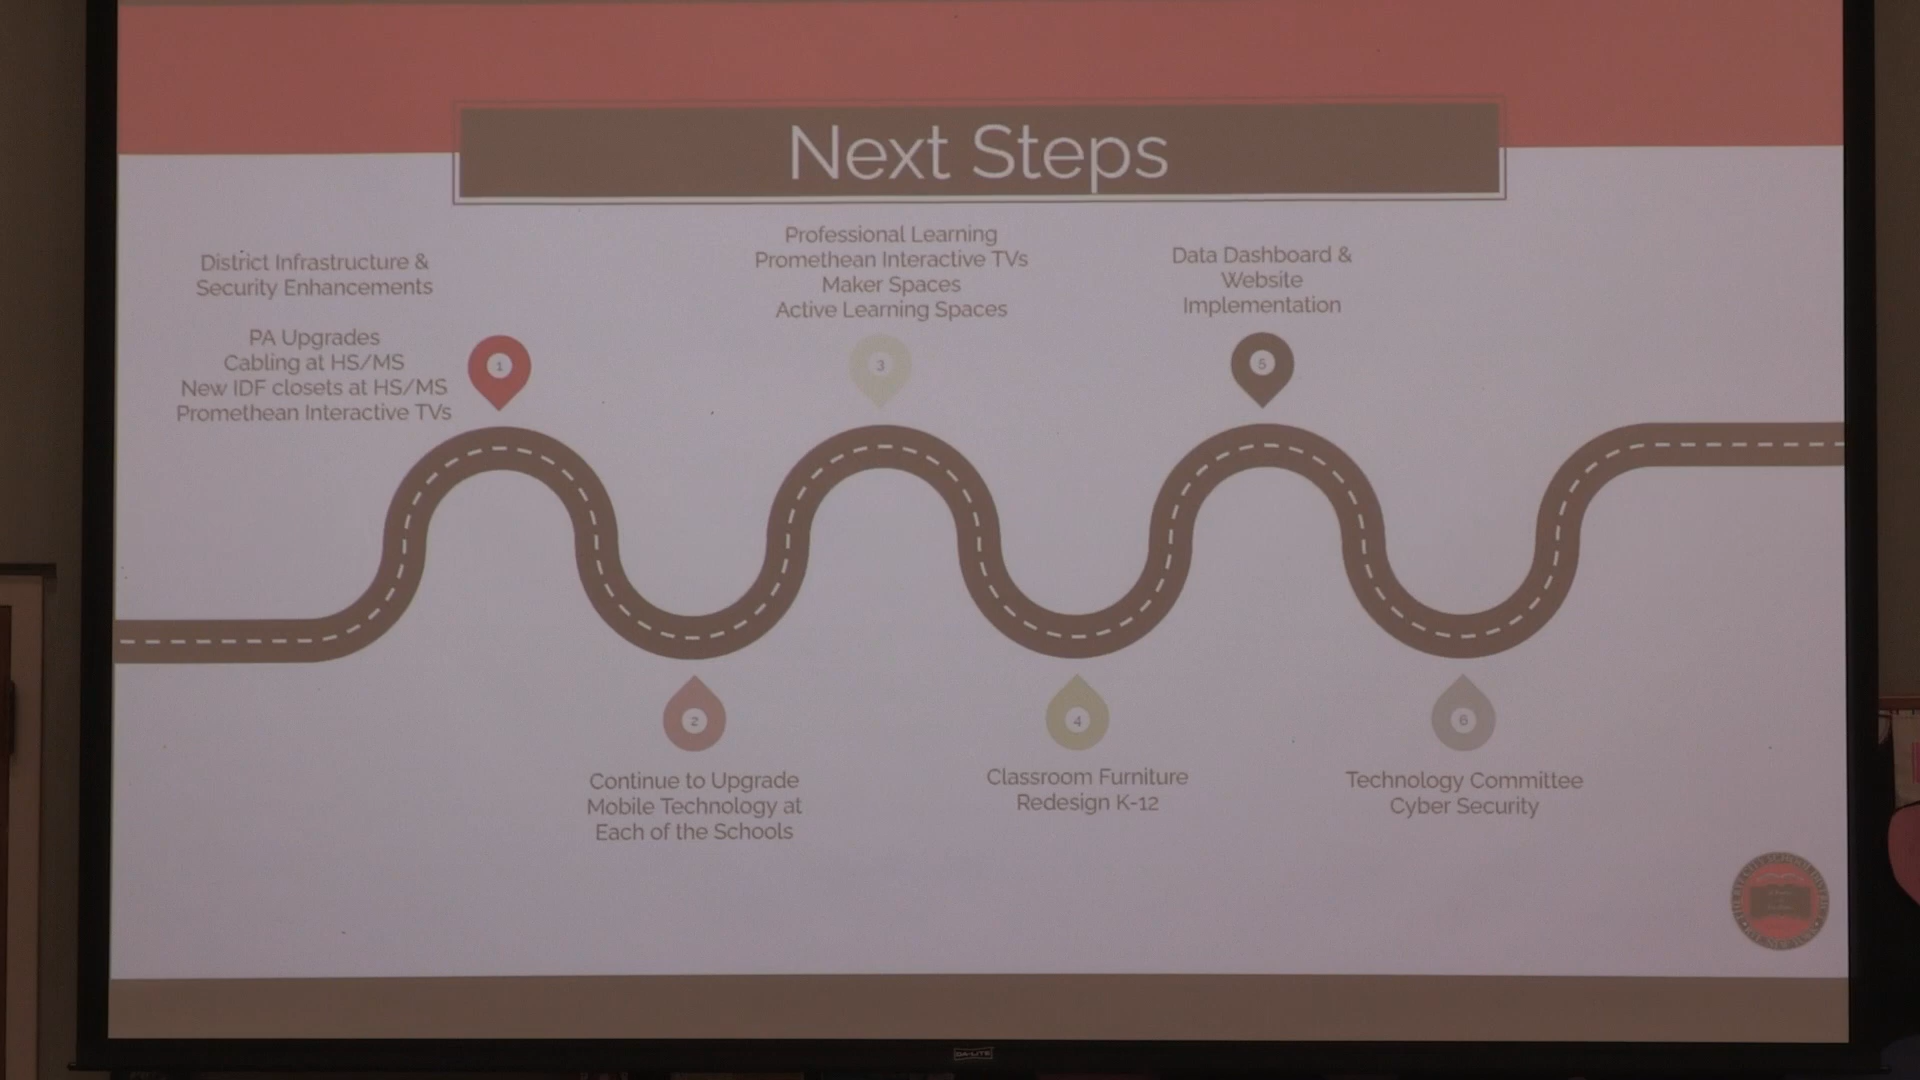 Next Steps
District Infrastructure &
Security Enhancements
PA Upgrades
Cabling at HS/MS
New IDF closets at HS/MS
Promethean Interactive TVs
1
Professional Learning
Promethean Interactive TVs
Maker Spaces
Active Learning Spaces
3
Data Dashboard &
Website
Implementation
5
2
Continue to Upgrade
Mobile Technology at
Each of the Schools
4
Classroom Furniture
Redesign K-12
6
Technology Committee
Cyber Security
DA-LITE